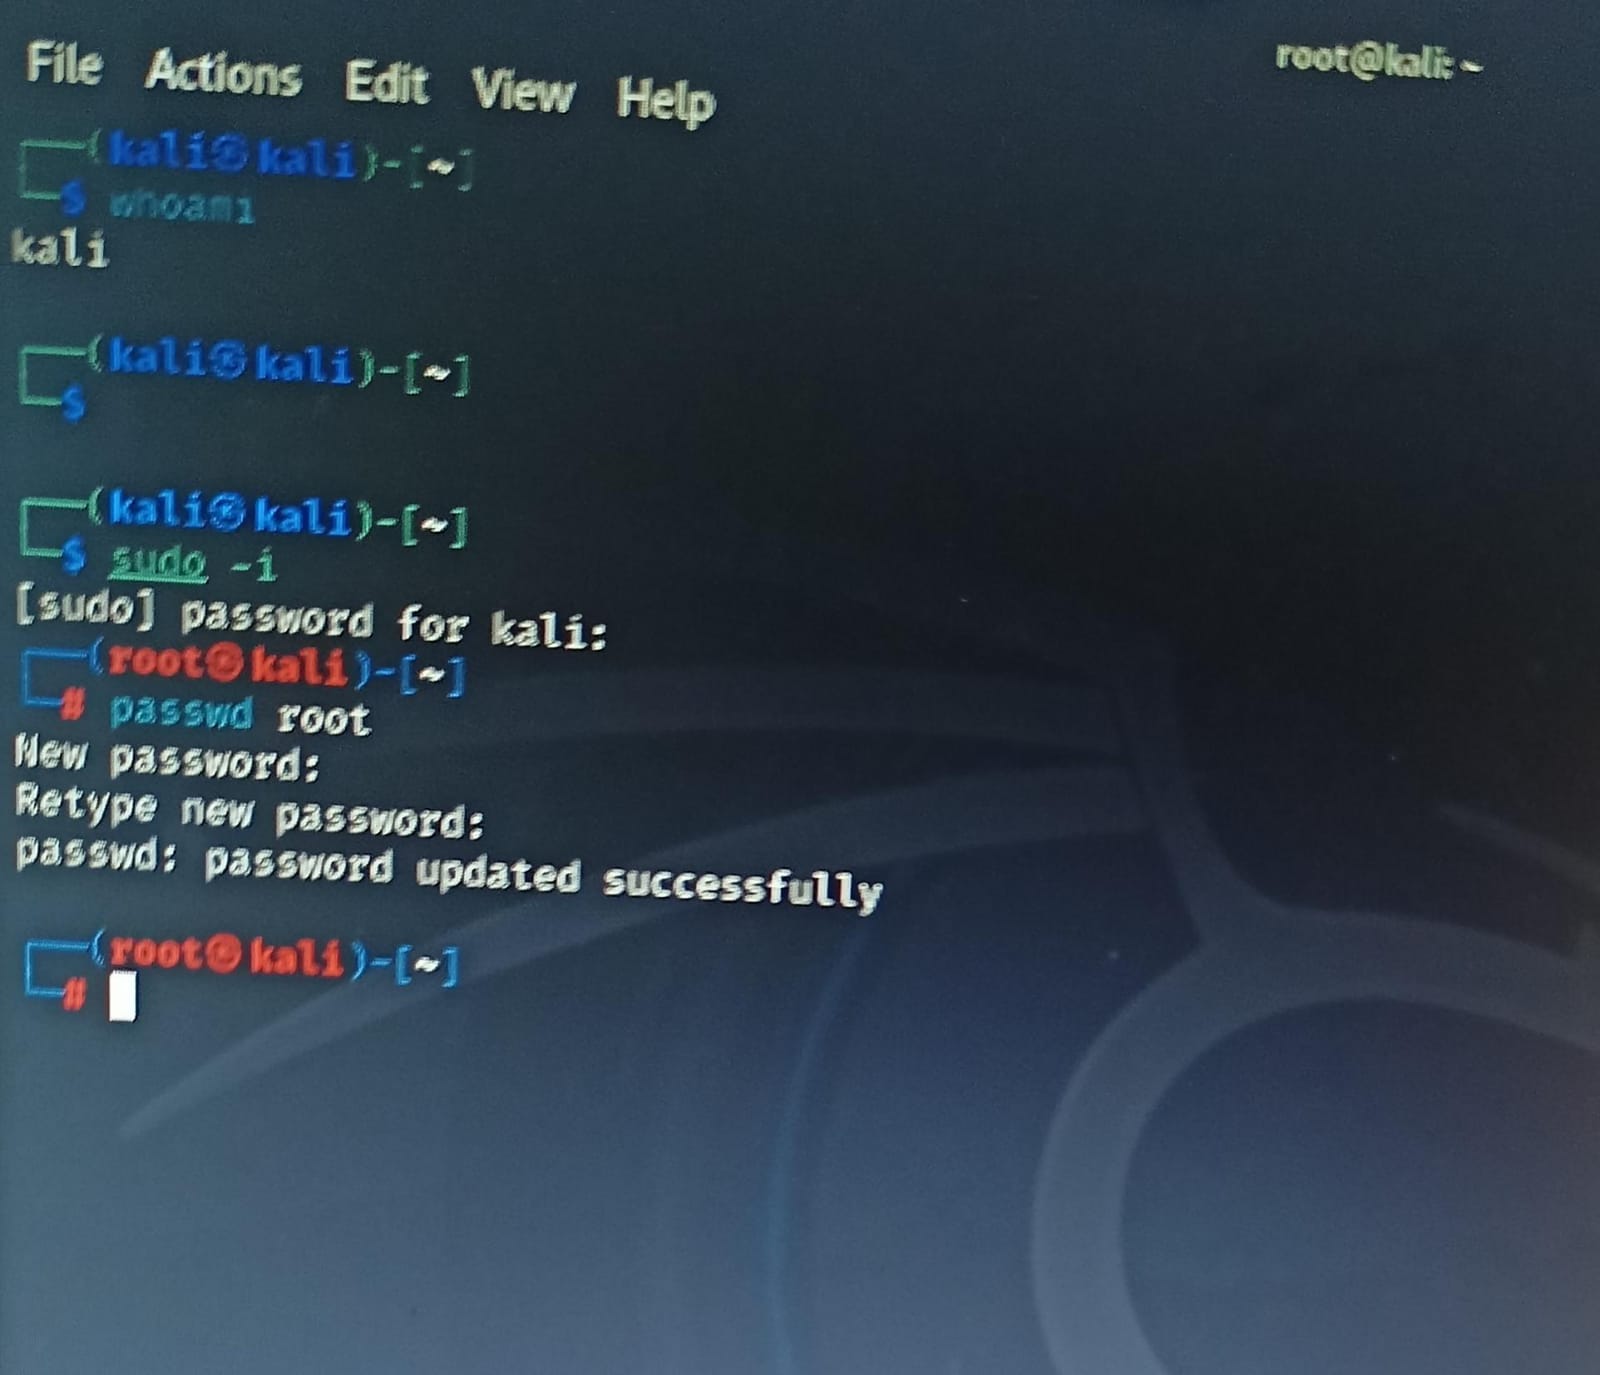 root@kali: ~
File Actions Edit View Help
┌──(kali㉿kali)-[~]
└─$ whoami
kali
┌──(kali㉿kali)-[~]
└─$
┌──(kali㉿kali)-[~]
└─$ sudo -i
[sudo] password for kali:
┌──(root㉿kali)-[~]
└─# passwd root
New password:
Retype new password:
passwd: password updated successfully
┌──(root㉿kali)-[~]
└─#